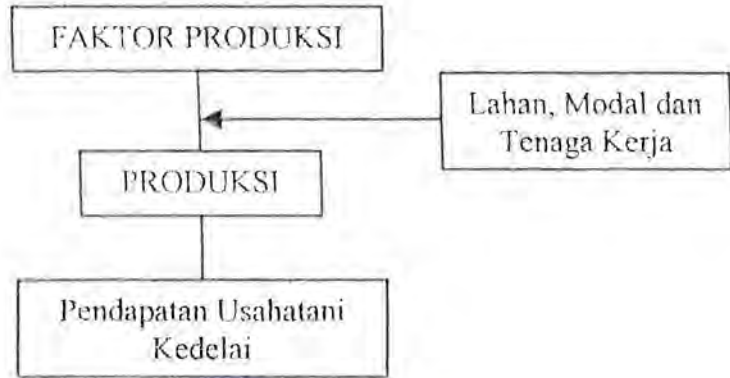 FAKTOR PRODUKSI
Lahan, Modal dan
Tenaga Kerja
PRODUKSI
Pendapatan Usahatani
Kedelai